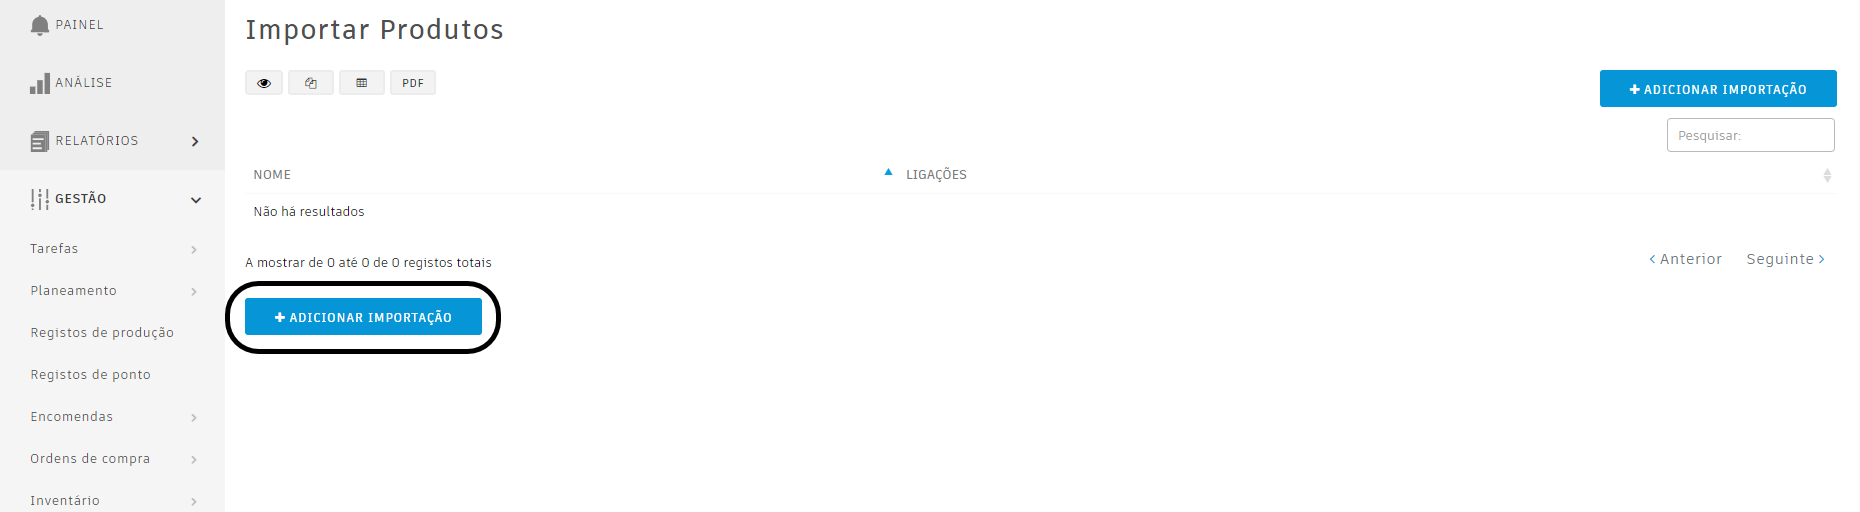 PAINEL
ANÁLISE
RELATÓRIOS
GESTÃO
Tarefas
Planeamento
Registos de produção
Registos de ponto
Encomendas
Ordens de compra
Inventário
Importar Produtos
PDF
ADICIONAR IMPORTAÇÃO
Pesquisar:
NOME LIGAÇÕES
Não há resultados
A mostrar de 0 até 0 de 0 registos totais
Anterior Seguinte
ADICIONAR IMPORTAÇÃO